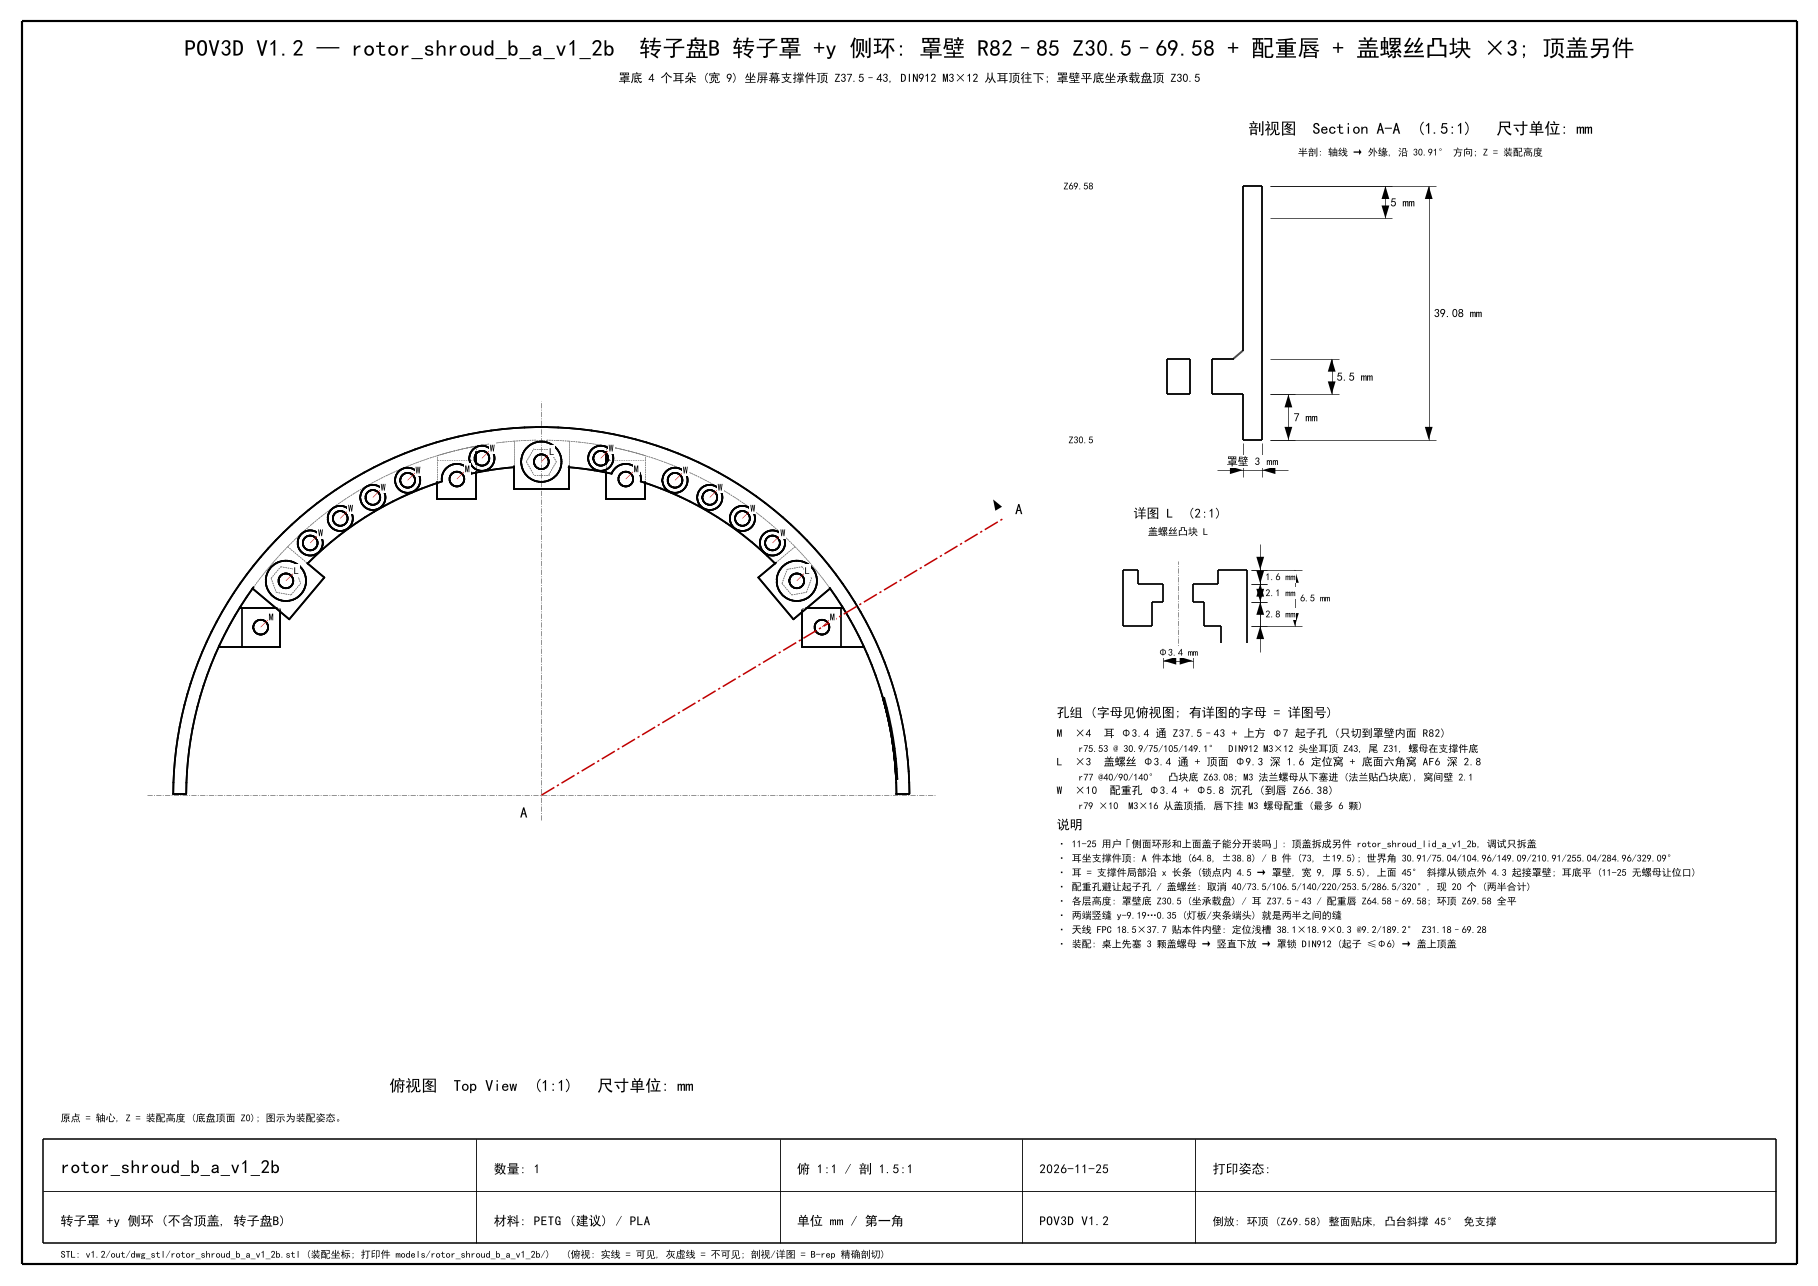 POV3D V1.2 — rotor_shroud_b_a_v1_2b 转子盘B 转子罩 +y 侧环: 罩壁 R82–85 Z30.5–69.58 + 配重唇 + 盖螺丝凸块 ×3; 顶盖另件
罩底 4 个耳朵 (宽 9) 坐屏幕支撑件顶 Z37.5–43, DIN912 M3×12 从耳顶往下; 罩壁平底坐承载盘顶 Z30.5
剖视图 Section A-A (1.5:1) 尺寸单位: mm
半剖: 轴线 → 外缘, 沿 30.91° 方向; Z = 装配高度
Z69.58
5 mm
39.08 mm
5.5 mm
7 mm
Z30.5
罩壁 3 mm
W
W
L
W
W
M
M
W
W
W
W
W
W
L
L
M
M
A
A
详图 L (2:1)
盖螺丝凸块 L
1.6 mm
2.1 mm
6.5 mm
2.8 mm
Φ3.4 mm
孔组 (字母见俯视图; 有详图的字母 = 详图号)
M ×4 耳 Φ3.4 通 Z37.5–43 + 上方 Φ7 起子孔 (只切到罩壁内面 R82)
r75.53 @ 30.9/75/105/149.1° DIN912 M3×12 头坐耳顶 Z43, 尾 Z31, 螺母在支撑件底
L ×3 盖螺丝 Φ3.4 通 + 顶面 Φ9.3 深 1.6 定位窝 + 底面六角窝 AF6 深 2.8
r77 @40/90/140° 凸块底 Z63.08; M3 法兰螺母从下塞进 (法兰贴凸块底), 窝间壁 2.1
W ×10 配重孔 Φ3.4 + Φ5.8 沉孔 (到唇 Z66.38)
r79 ×10 M3×16 从盖顶插, 唇下挂 M3 螺母配重 (最多 6 颗)
说明
· 11-25 用户「侧面环形和上面盖子能分开装吗」: 顶盖拆成另件 rotor_shroud_lid_a_v1_2b, 调试只拆盖
· 耳坐支撑件顶: A 件本地 (64.8, ±38.8) / B 件 (73, ±19.5); 世界角 30.91/75.04/104.96/149.09/210.91/255.04/284.96/329.09°
· 耳 = 支撑件局部沿 x 长条 (锁点内 4.5 → 罩壁, 宽 9, 厚 5.5), 上面 45° 斜撑从锁点外 4.3 起接罩壁; 耳底平 (11-25 无螺母让位口)
· 配重孔避让起子孔 / 盖螺丝: 取消 40/73.5/106.5/140/220/253.5/286.5/320°, 现 20 个 (两半合计)
· 各层高度: 罩壁底 Z30.5 (坐承载盘) / 耳 Z37.5–43 / 配重唇 Z64.58–69.58; 环顶 Z69.58 全平
· 两端竖缝 y-9.19…0.35 (灯板/夹条端头) 就是两半之间的缝
· 天线 FPC 18.5×37.7 贴本件内壁: 定位浅槽 38.1×18.9×0.3 @9.2/189.2° Z31.18–69.28
· 装配: 桌上先塞 3 颗盖螺母 → 竖直下放 → 罩锁 DIN912 (起子 ≤Φ6) → 盖上顶盖
俯视图 Top View (1:1) 尺寸单位: mm
原点 = 轴心, Z = 装配高度 (底盘顶面 Z0); 图示为装配姿态。
rotor_shroud_b_a_v1_2b 数量: 1 俯 1:1 / 剖 1.5:1 2026-11-25 打印姿态:
转子罩 +y 侧环 (不含顶盖, 转子盘B) 材料: PETG (建议) / PLA 单位 mm / 第一角 POV3D V1.2 倒放: 环顶 (Z69.58) 整面贴床, 凸台斜撑 45° 免支撑
STL: v1.2/out/dwg_stl/rotor_shroud_b_a_v1_2b.stl (装配坐标; 打印件 models/rotor_shroud_b_a_v1_2b/) (俯视: 实线 = 可见, 灰虚线 = 不可见; 剖视/详图 = B-rep 精确剖切)